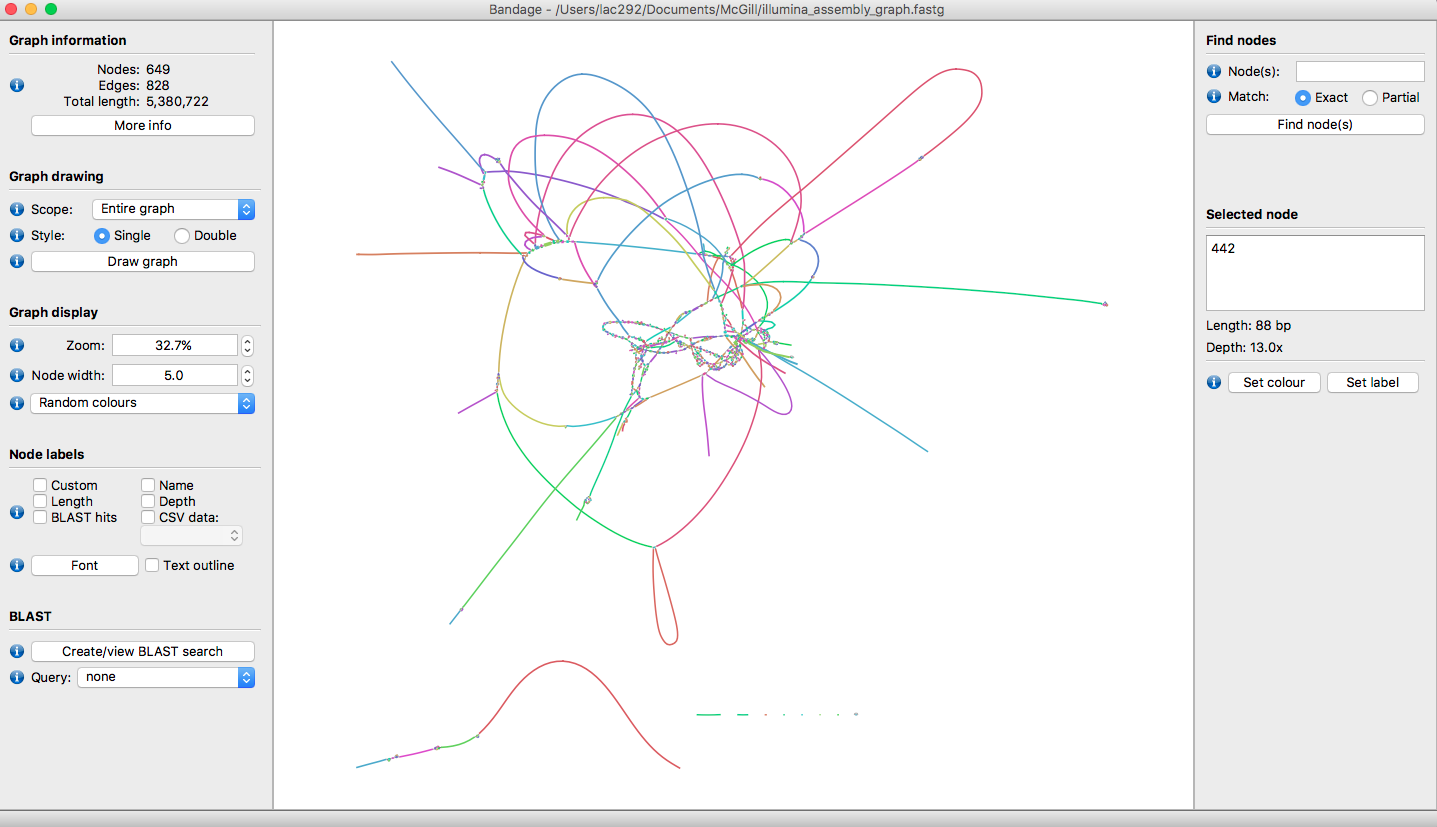 Bandage - /Users/lac292/Documents/McGill/illumina_assembly_graph.fastg
Graph information
Nodes: 649
Edges: 828
Total length: 5,380,722
More info
Graph drawing
Scope: Entire graph
Style: Single Double
Draw graph
Graph display
Zoom: 32.7%
Node width: 5.0
Random colours
Node labels
Custom Name
Length Depth
BLAST hits CSV data:
Font Text outline
BLAST
Create/view BLAST search
Query: none
Find nodes
Node(s):
Match: Exact Partial
Find node(s)
Selected node
442
Length: 88 bp
Depth: 13.0x
Set colour Set label